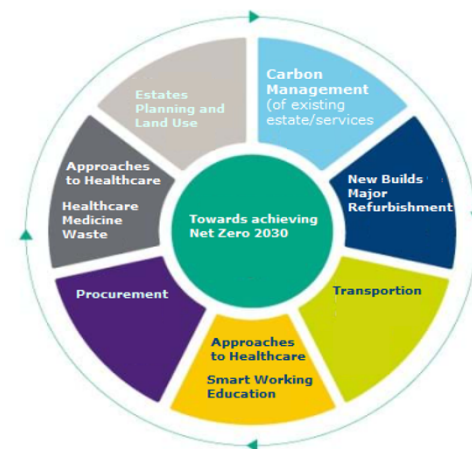 Carbon
Management
(of existing
estate/services
New Builds
Major
Refurbishment
Transportion
Approaches
to Healthcare
Smart Working
Education
Procurement
Approaches
to Healthcare
Healthcare
Medicine
Waste
Estates
Planning and
Land Use
Towards achieving
Net Zero 2030